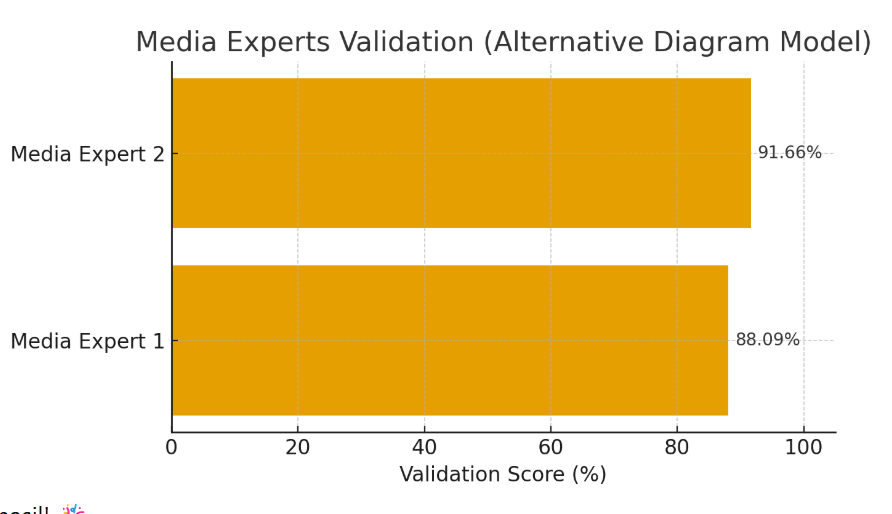 Media Experts Validation (Alternative Diagram Model)
Media Expert 2
91.66%
Media Expert 1
88.09%
0 20 40 60 80 100
Validation Score (%)